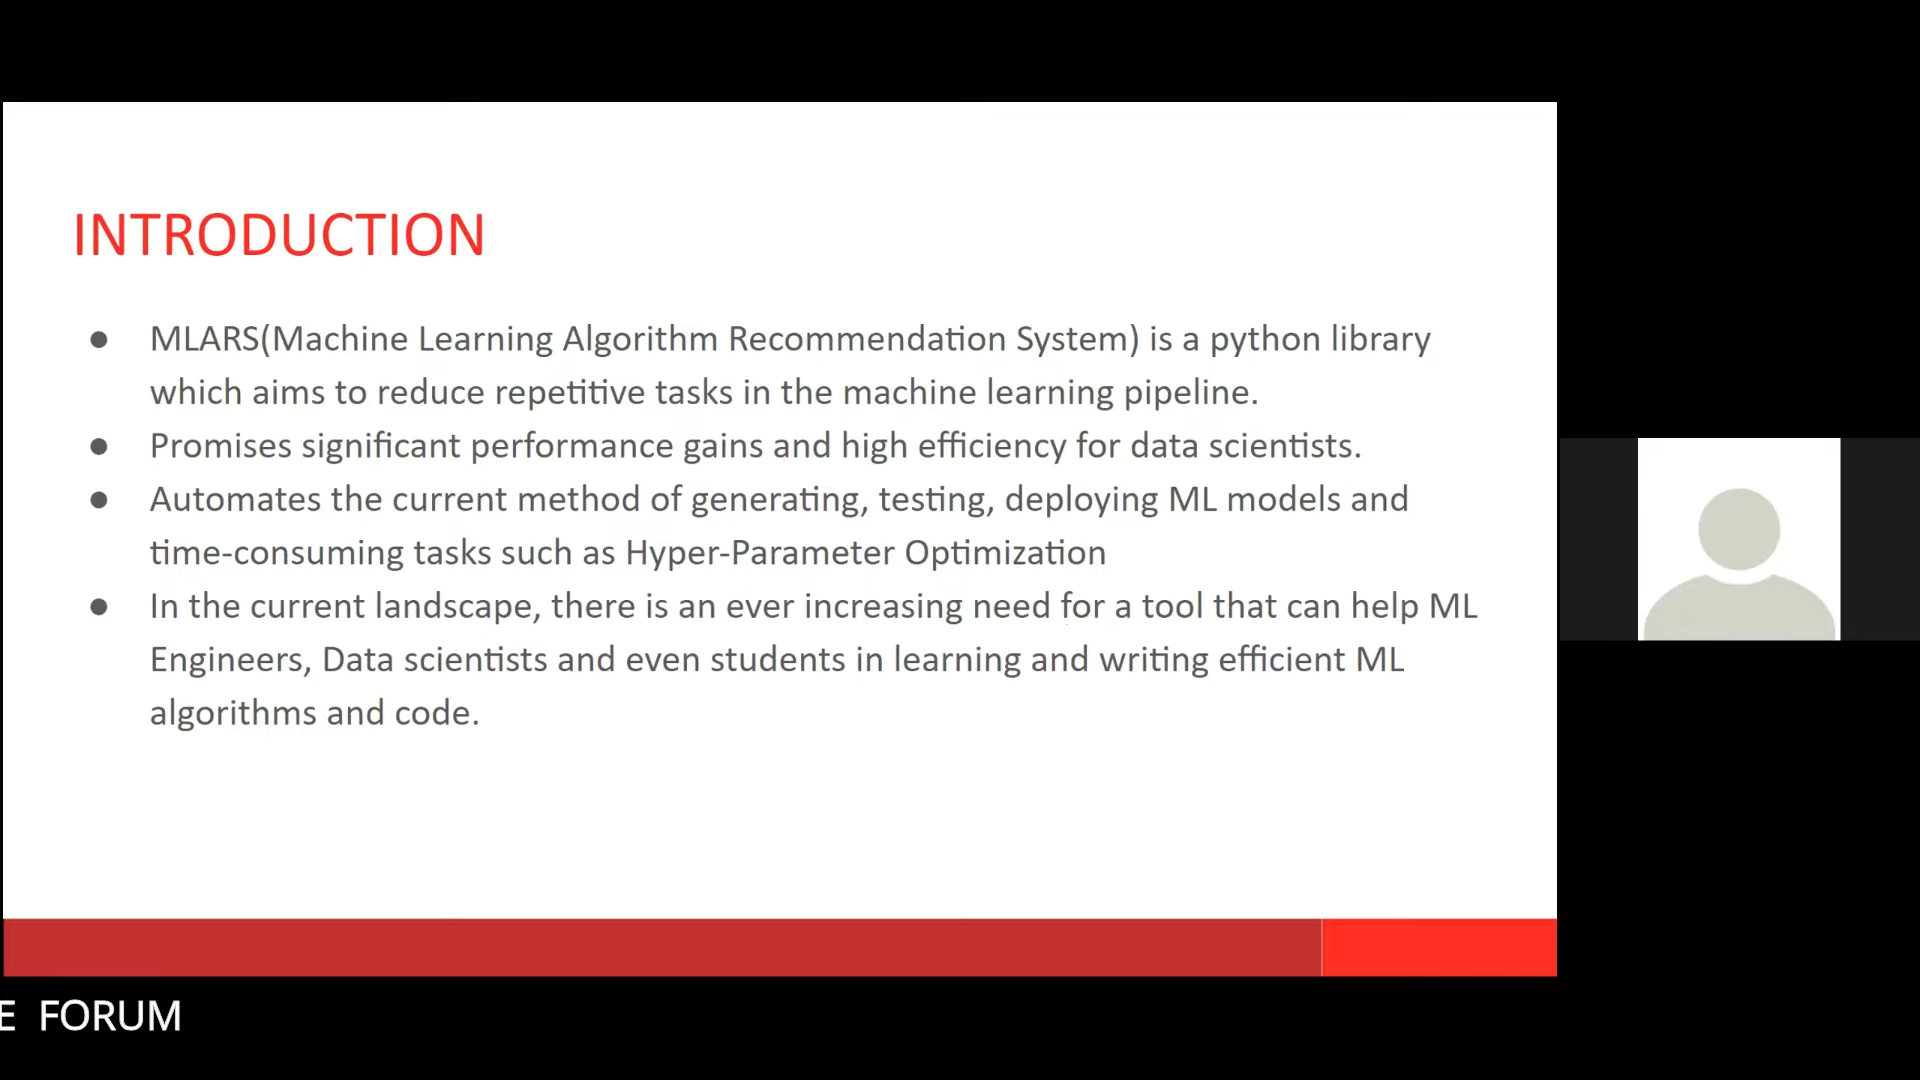 INTRODUCTION
● MLARS(Machine Learning Algorithm Recommendation System) is a python library
which aims to reduce repetitive tasks in the machine learning pipeline.
● Promises significant performance gains and high efficiency for data scientists.
● Automates the current method of generating, testing, deploying ML models and
time-consuming tasks such as Hyper-Parameter Optimization
● In the current landscape, there is an ever increasing need for a tool that can help ML
Engineers, Data scientists and even students in learning and writing efficient ML
algorithms and code.
E FORUM